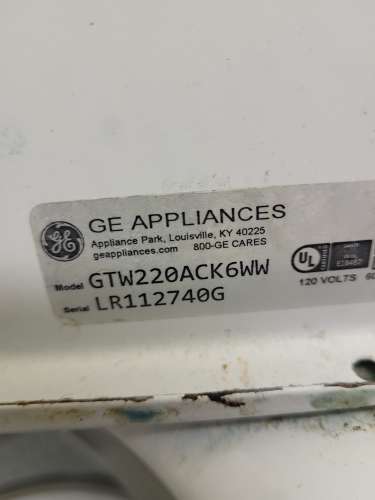 GE APPLIANCES
Appliance Park, Louisville, KY 40225
geappliances.com 800-GE CARES
Model GTW220ACK6WW
Serial LR112740G
UL
120 VOLTS 60